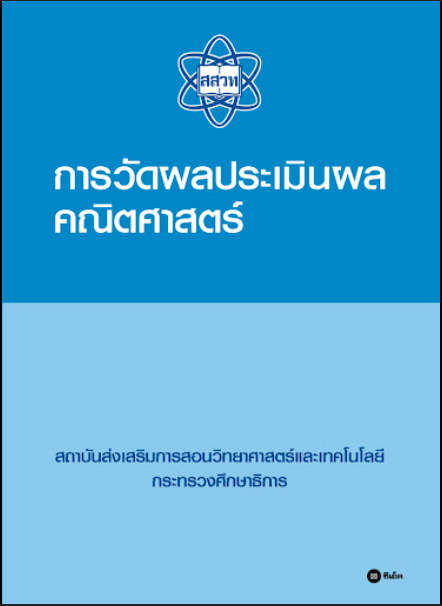 สสวท
การวัดผลประเมินผล
คณิตศาสตร์
สถาบันส่งเสริมการสอนวิทยาศาสตร์และเทคโนโลยี
กระทรวงศึกษาธิการ
ซีเอ็ด